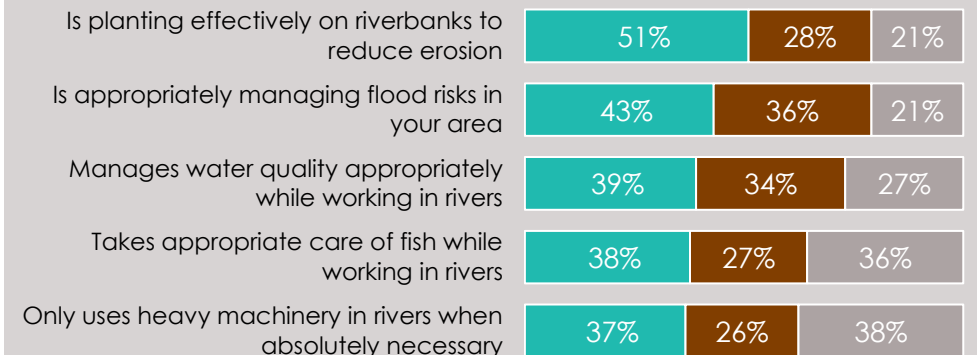 Is planting effectively on riverbanks to
reduce erosion
51% 28% 21%
Is appropriately managing flood risks in
your area
43% 36% 21%
Manages water quality appropriately
while working in rivers
39% 34% 27%
Takes appropriate care of fish while
working in rivers
38% 27% 36%
Only uses heavy machinery in rivers when
absolutely necessary
37% 26% 38%